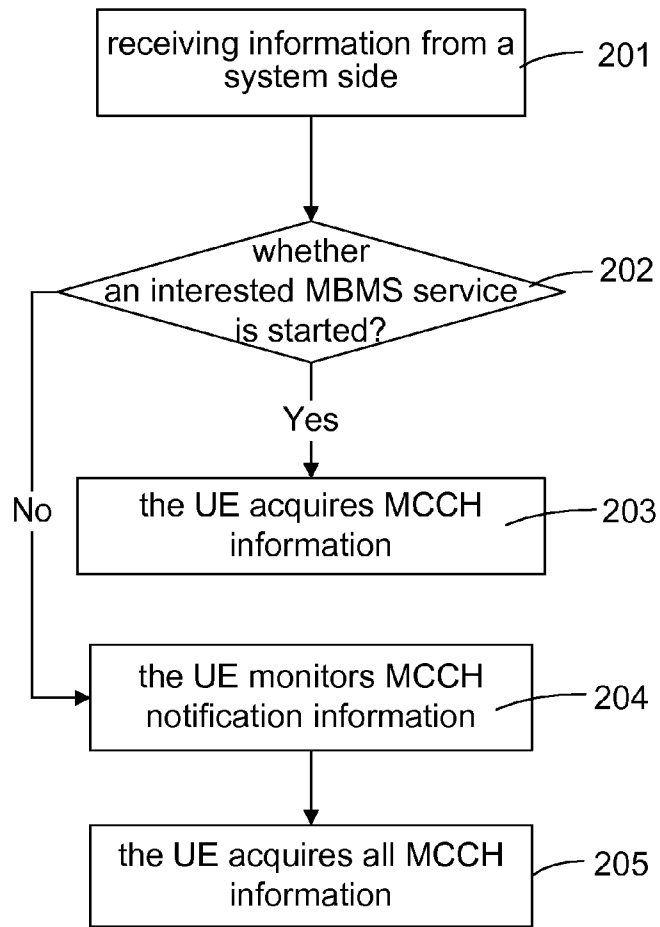 receiving information from a
system side
201
whether
an interested MBMS service
is started?
202
Yes
No
the UE acquires MCCH
information
203
the UE monitors MCCH
notification information
204
the UE acquires all MCCH
information
205